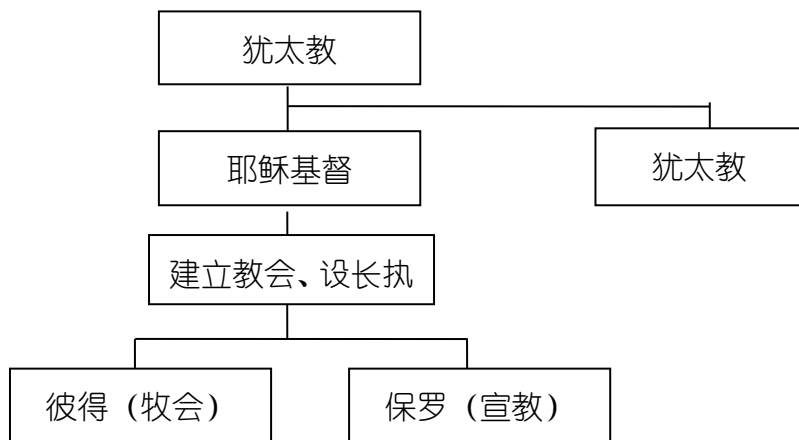 犹太教
耶稣基督
犹太教
建立教会、设长执
彼得（牧会）
保罗（宣教）